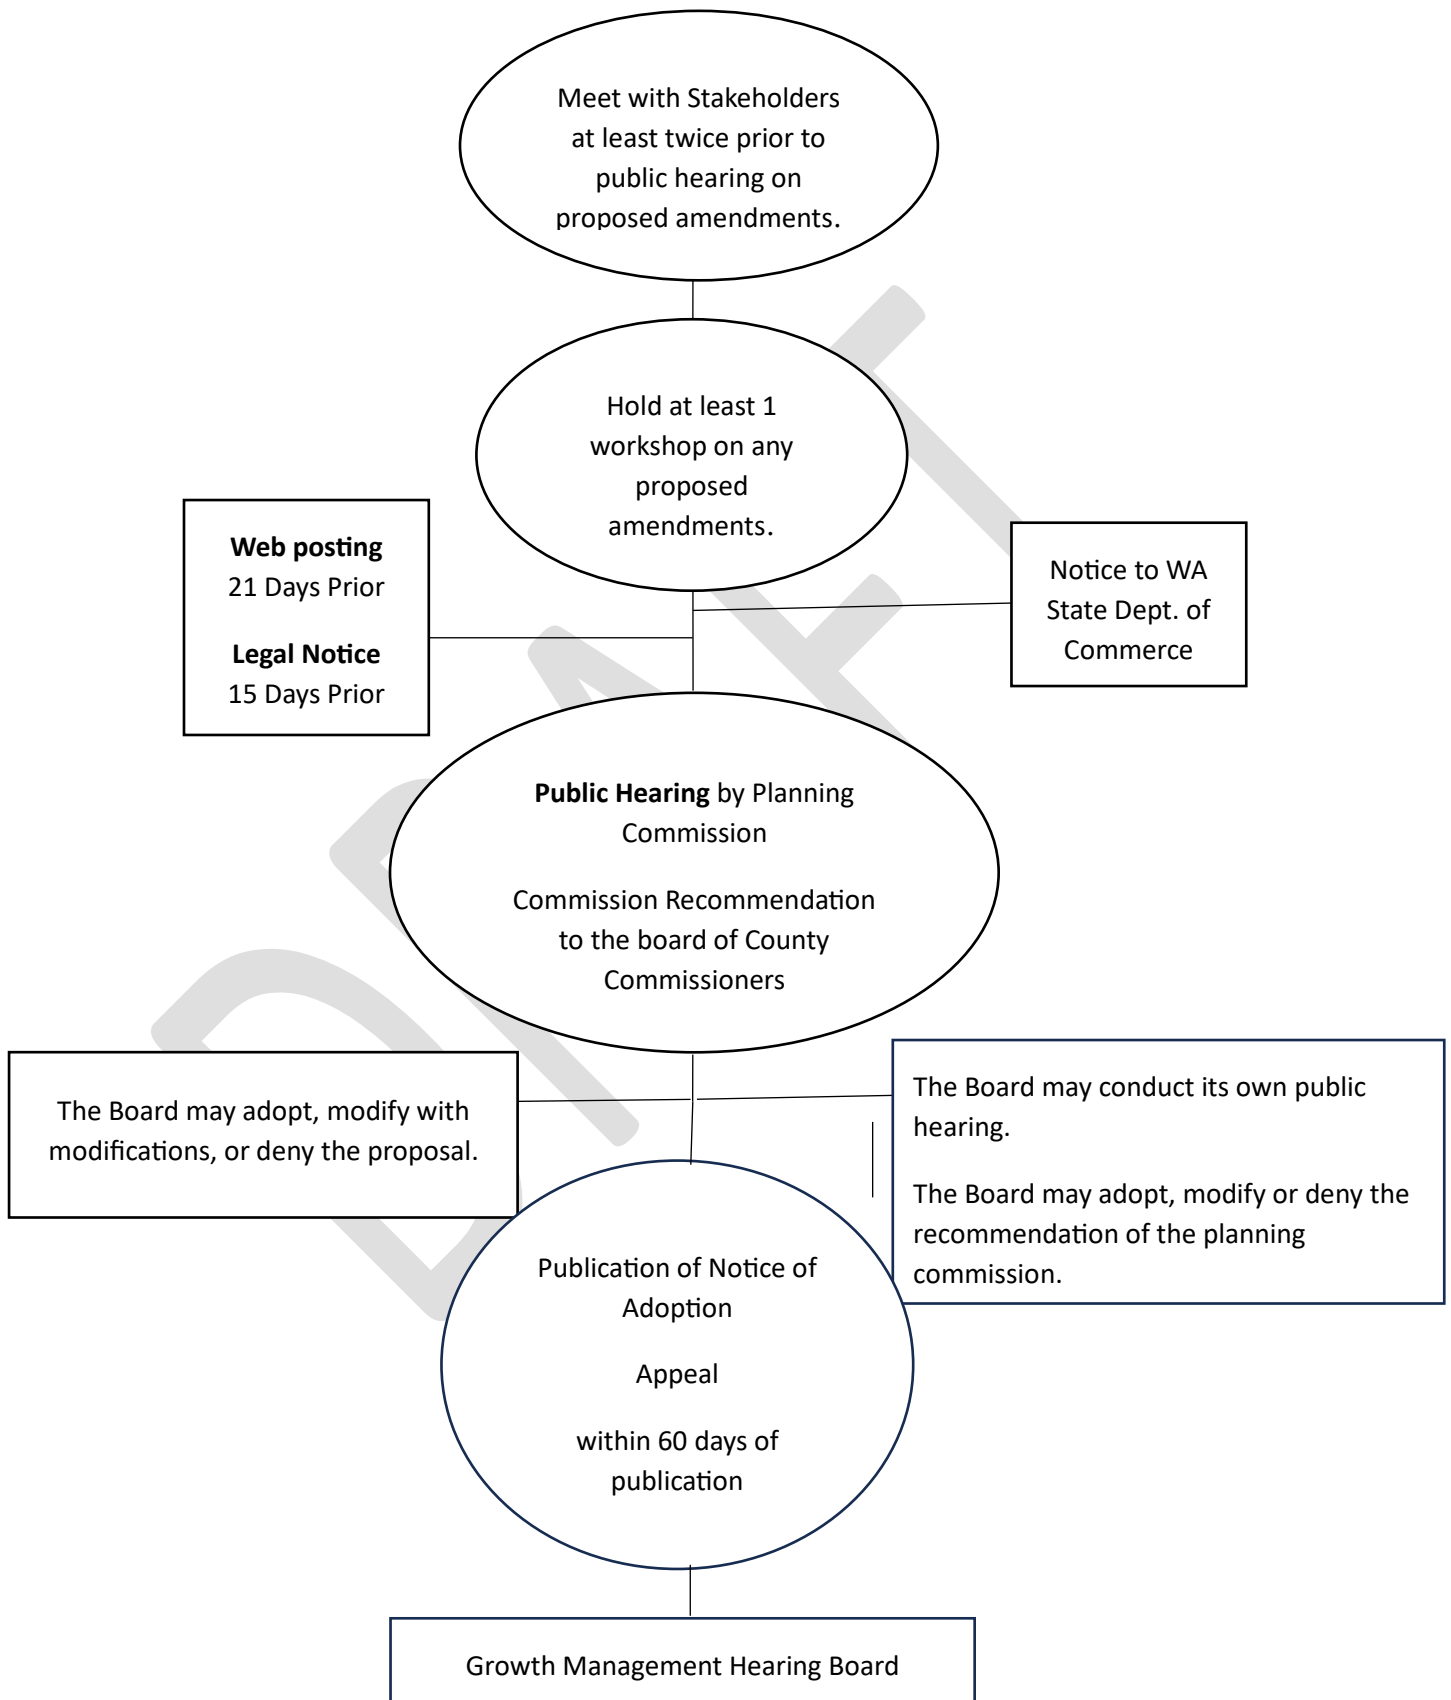 Meet with Stakeholders
at least twice prior to
public hearing on
proposed amendments.
Hold at least 1
workshop on any
proposed
amendments.
Web posting
21 Days Prior
Legal Notice
15 Days Prior
Notice to WA
State Dept. of
Commerce
Public Hearing by Planning
Commission
Commission Recommendation
to the board of County
Commissioners
The Board may adopt, modify with
modifications, or deny the proposal.
The Board may conduct its own public
hearing.
The Board may adopt, modify or deny the
recommendation of the planning
commission.
Publication of Notice of
Adoption
Appeal
within 60 days of
publication
Growth Management Hearing Board
DRAFT